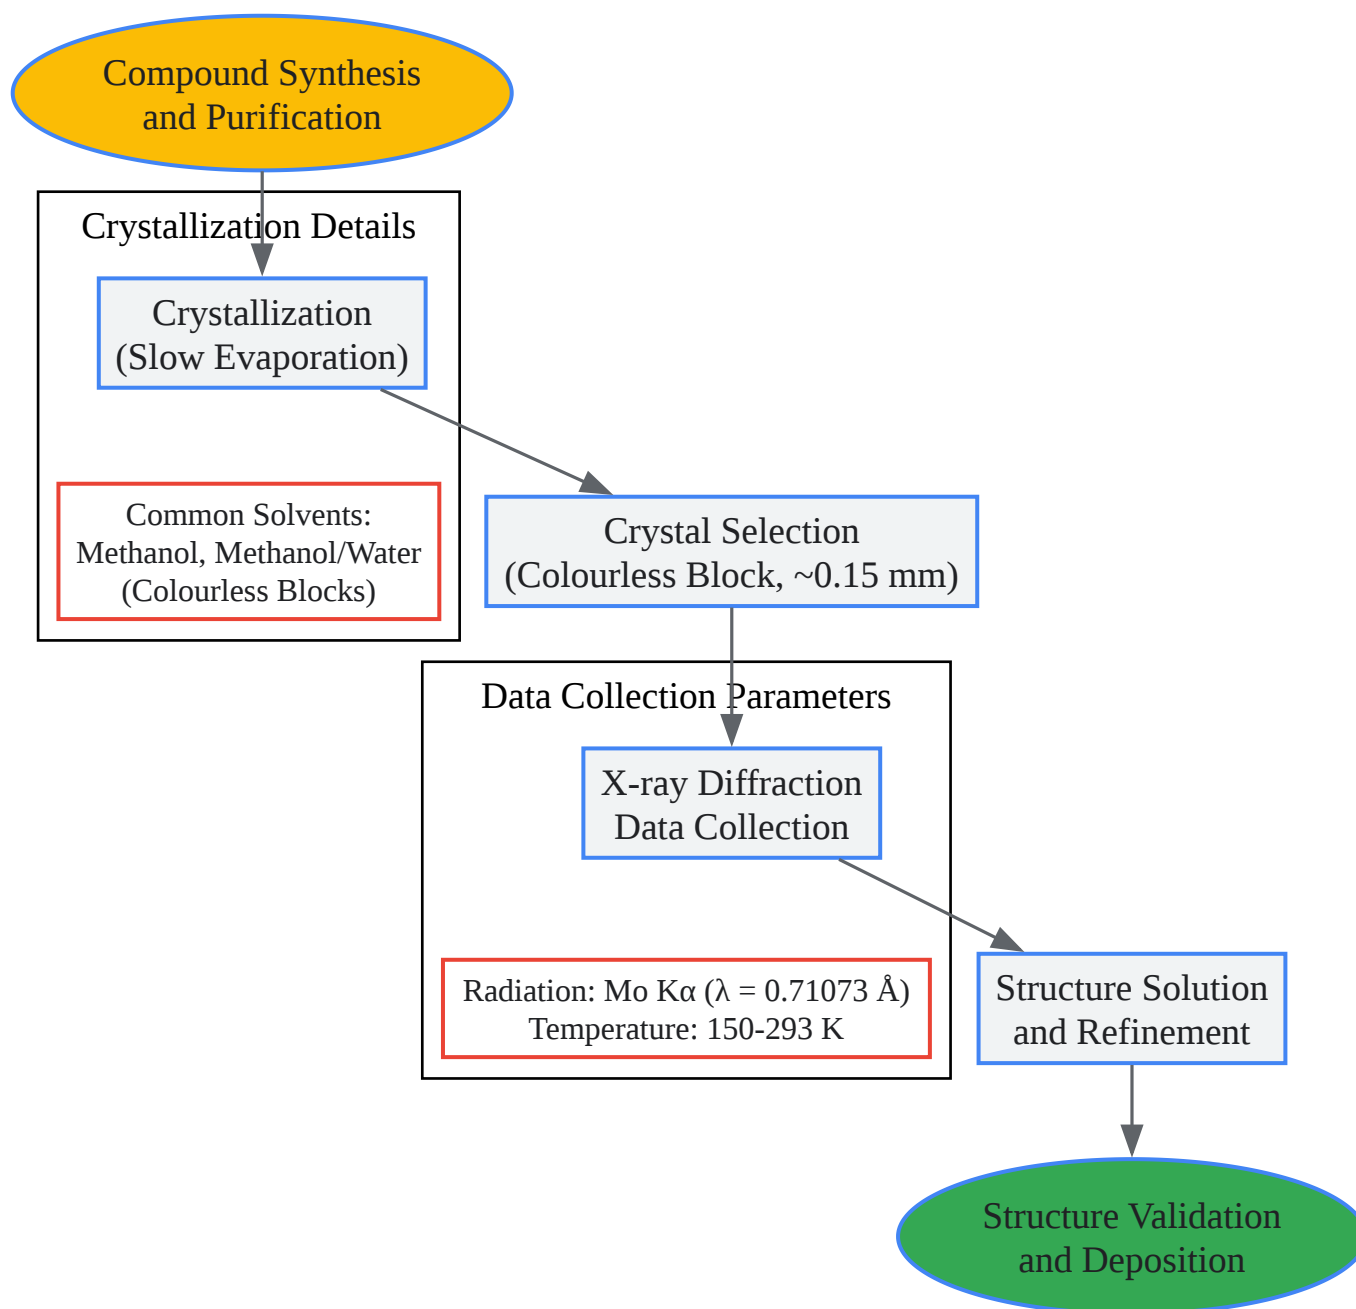 Compound Synthesis
and Purification
Crystallization Details
Crystallization
(Slow Evaporation)
Common Solvents:
Methanol, Methanol/Water
(Colourless Blocks)
Crystal Selection
(Colourless Block, ~0.15 mm)
Data Collection Parameters
X-ray Diffraction
Data Collection
Radiation: Mo Kα (λ = 0.71073 Å)
Temperature: 150-293 K
Structure Solution
and Refinement
Structure Validation
and Deposition